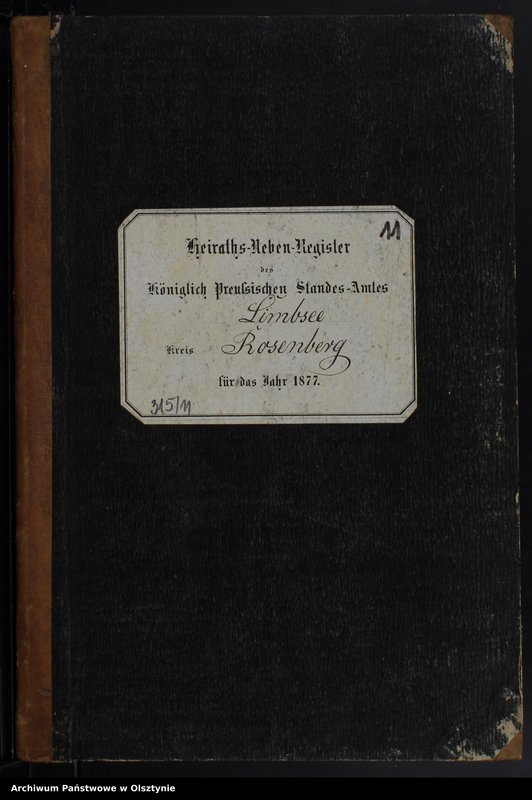 11
Heiraths-Neben-Register
des
Königlich Preußischen Standes-Amtes
Limbsee
Kreis Rosenberg
für das Jahr 1877.
315/11
Archiwum Państwowe w Olsztynie